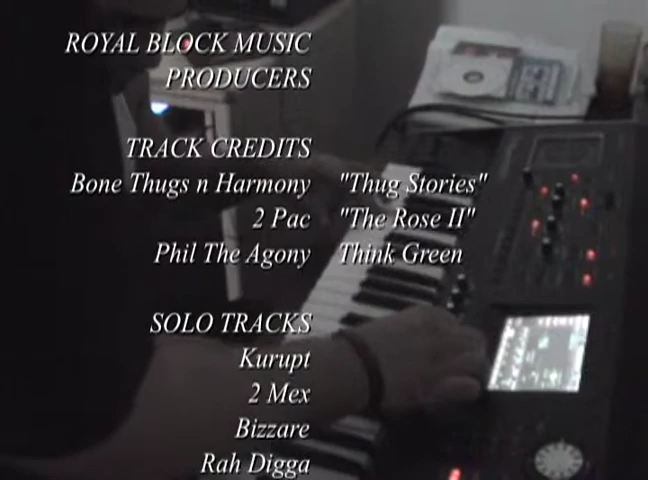 ROYAL BLOCK MUSIC
PRODUCERS
TRACK CREDITS
Bone Thugs n Harmony "Thug Stories"
2 Pac "The Rose II"
Phil The Agony Think Green
SOLO TRACKS
Kurupt
2 Mex
Bizzare
Rah Digga